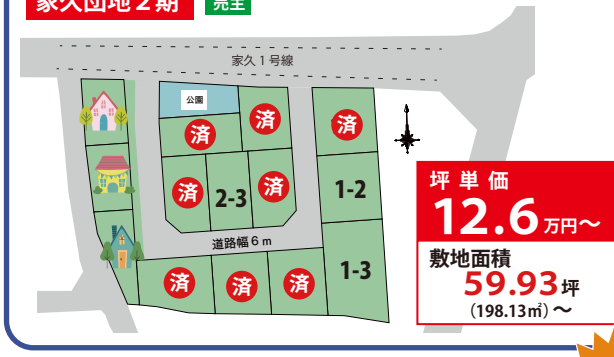 家久団地２期
完主
家久１号線
公園
済
済
済
済
2-3
済
1-2
道路幅６ｍ
済
済
済
1-3
坪単価
12.6万円～
敷地面積
59.93坪
（198.13㎡）～